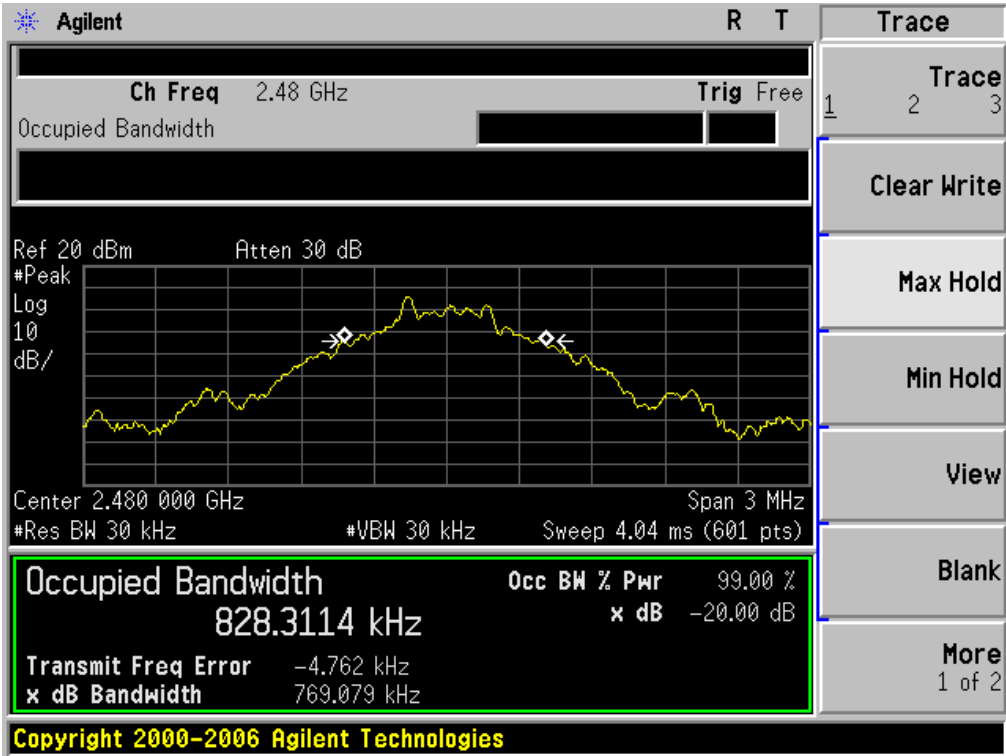 Agilent R T Trace
Ch Freq 2.48 GHz Trig Free
Occupied Bandwidth
Trace
1 2 3
Clear Write
Ref 20 dBm Atten 30 dB
#Peak
Log
10
dB/
Max Hold
Min Hold
View
Center 2.480 000 GHz Span 3 MHz
#Res BW 30 kHz #VBW 30 kHz Sweep 4.04 ms (601 pts)
Occupied Bandwidth Occ BW % Pwr 99.00 %
828.3114 kHz x dB -20.00 dB
Blank
Transmit Freq Error -4.762 kHz
x dB Bandwidth 769.079 kHz
More
1 of 2
Copyright 2000-2006 Agilent Technologies